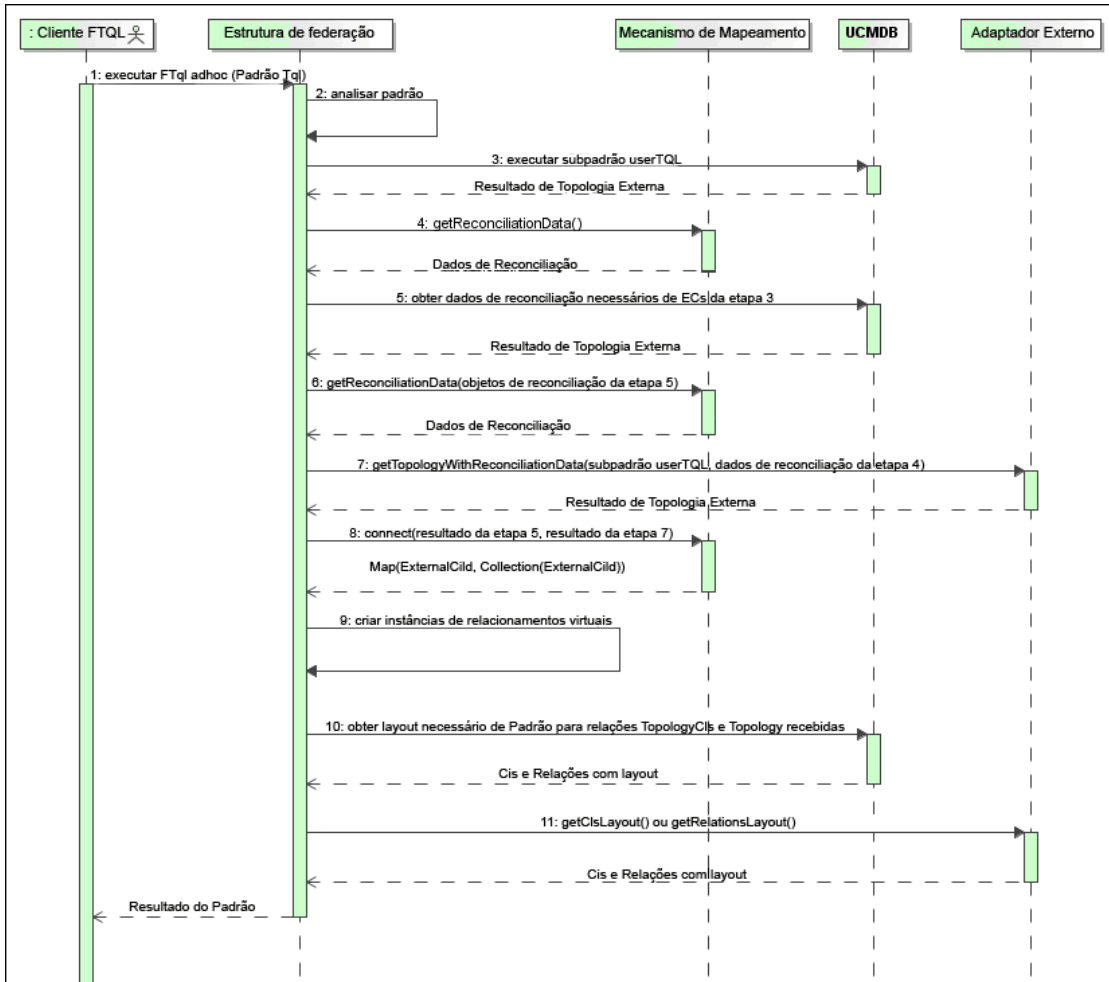 : Cliente FTQL
Estrutura de federação
Mecanismo de Mapeamento
UCMDB
Adaptador Externo
1: executar FTql adhoc (Padrão Tql)
2: analisar padrão
3: executar subpadrão userTQL
Resultado de Topologia Externa
4: getReconciliationData()
Dados de Reconciliação
5: obter dados de reconciliação necessários de ECs da etapa 3
Resultado de Topologia Externa
6: getReconciliationData(objetos de reconciliação da etapa 5)
Dados de Reconciliação
7: getTopologyWithReconciliationData(subpadrão userTQL, dados de reconciliação da etapa 4)
Resultado de Topologia Externa
8: connect(resultado da etapa 5, resultado da etapa 7)
Map(ExternalCiId, Collection(ExternalCiId))
9: criar instâncias de relacionamentos virtuais
10: obter layout necessário de Padrão para relações TopologyCIs e Topology recebidas
Cis e Relações com layout
11: getCIsLayout() ou getRelationsLayout()
Cis e Relações com layout
Resultado do Padrão